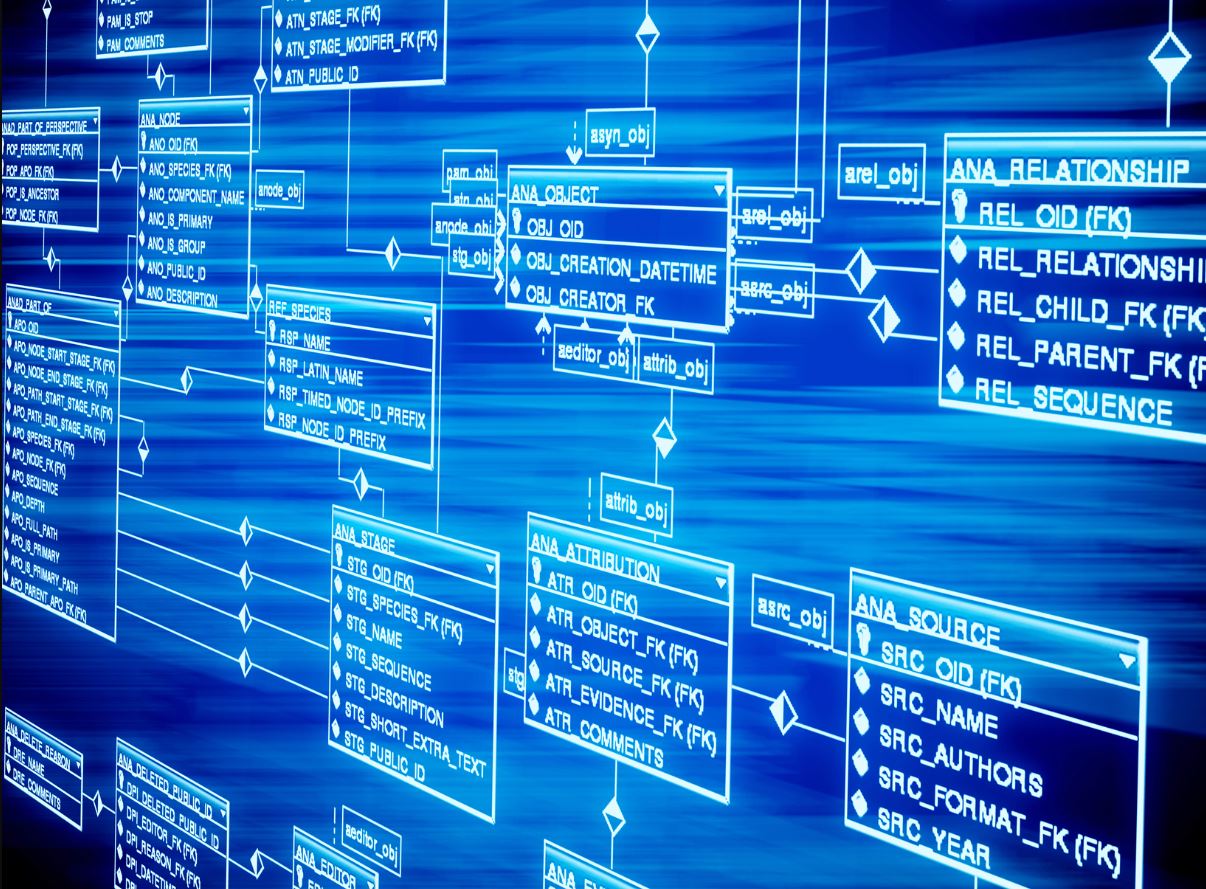 PAM_IS_STOP
PAM_COMMENTS
ATN_STAGE_FK (FK)
ATN_STAGE_MODIFIER_FK (FK)
ATN_PUBLIC_ID
ANAD_PART_OF_PERSPECTIVE
POP_PERSPECTIVE_FK (FK)
POP_APO_FK (FK)
POP_IS_ANCESTOR
POP_NODE_FK (FK)
ANA_NODE
ANO_OID (FK)
ANO_SPECIES_FK (FK)
ANO_COMPONENT_NAME
ANO_IS_PRIMARY
ANO_IS_GROUP
ANO_PUBLIC_ID
ANO_DESCRIPTION
anode_obj
asyn_obj
pam_obj
atn_obj
anode_obj
stg_obj
ANA_OBJECT
OBJ_OID
OBJ_CREATION_DATETIME
OBJ_CREATOR_FK
arel_obj
asrc_obj
aeditor_obj
attrib_obj
arel_obj
ANA_RELATIONSHIP
REL_OID (FK)
REL_RELATIONSHI
REL_CHILD_FK (FK)
REL_PARENT_FK (F
REL_SEQUENCE
ANAD_PART_OF
APO_OID
APO_NODE_START_STAGE_FK (FK)
APO_NODE_END_STAGE_FK (FK)
APO_PATH_START_STAGE_FK (FK)
APO_PATH_END_STAGE_FK (FK)
APO_SPECIES_FK (FK)
APO_NODE_FK (FK)
APO_SEQUENCE
APO_DEPTH
APO_FULL_PATH
APO_IS_PRIMARY
APO_IS_PRIMARY_PATH
APO_PARENT_APO_FK (FK)
REF_SPECIES
RSP_NAME
RSP_LATIN_NAME
RSP_TIMED_NODE_ID_PREFIX
RSP_NODE_ID_PREFIX
ANA_STAGE
STG_OID (FK)
STG_SPECIES_FK (FK)
STG_NAME
STG_SEQUENCE
STG_DESCRIPTION
STG_SHORT_EXTRA_TEXT
STG_PUBLIC_ID
stg
attrib_obj
ANA_ATTRIBUTION
ATR_OID (FK)
ATR_OBJECT_FK (FK)
ATR_SOURCE_FK (FK)
ATR_EVIDENCE_FK (FK)
ATR_COMMENTS
asrc_obj
ANA_SOURCE
SRC_OID (FK)
SRC_NAME
SRC_AUTHORS
SRC_FORMAT_FK (FK)
SRC_YEAR
ANA_DELETE_REASON
DRE_NAME
DRE_COMMENTS
ANA_DELETED_PUBLIC_ID
DPI_DELETED_PUBLIC_ID
DPI_EDITOR_FK (FK)
DPI_REASON_FK (FK)
DPI_DATETIME
aeditor_obj
ANA_EDITOR